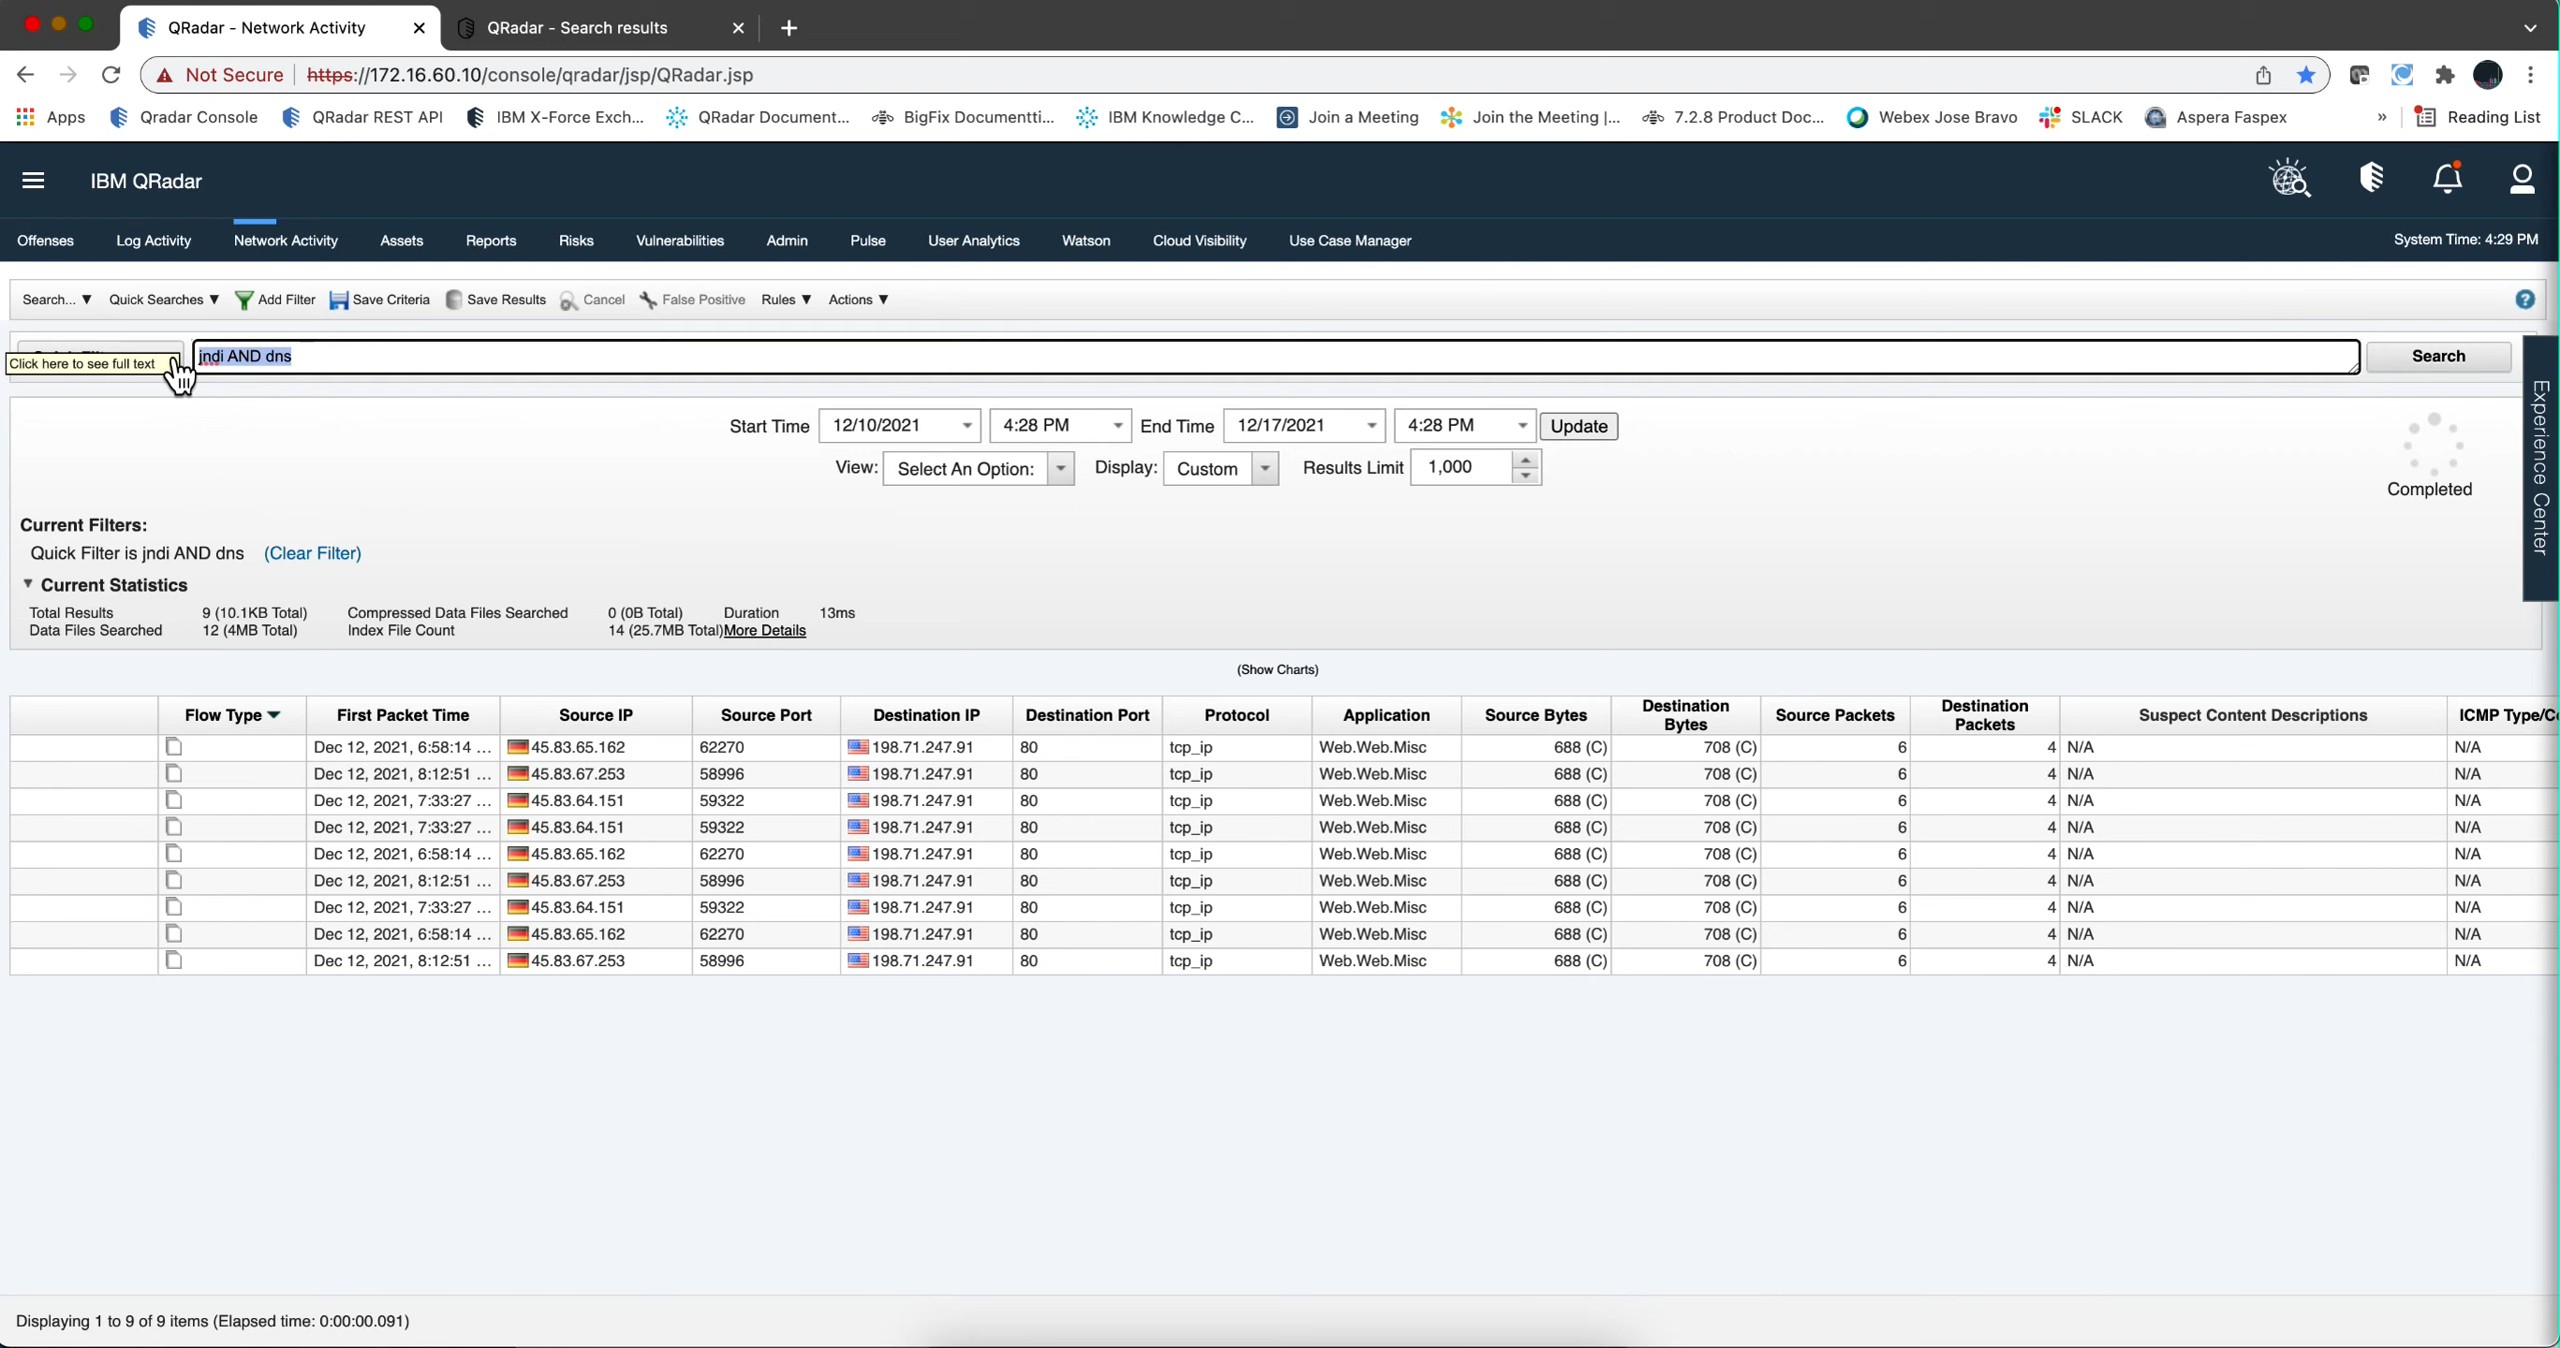 QRadar - Network Activity
QRadar - Search results
Not Secure https://172.16.60.10/console/qradar/jsp/QRadar.jsp
Apps Qradar Console QRadar REST API IBM X-Force Exch... QRadar Document... BigFix Documentti... IBM Knowledge C... Join a Meeting Join the Meeting |... 7.2.8 Product Doc... Webex Jose Bravo SLACK Aspera Faspex » Reading List
IBM QRadar
Offenses Log Activity Network Activity Assets Reports Risks Vulnerabilities Admin Pulse User Analytics Watson Cloud Visibility Use Case Manager System Time: 4:29 PM
Search... ▼ Quick Searches ▼ Add Filter Save Criteria Save Results Cancel False Positive Rules ▼ Actions ▼ ?
Click here to see full text
jndi AND dns
Search
Experience Center
Start Time 12/10/2021 4:28 PM End Time 12/17/2021 4:28 PM Update
View: Select An Option: Display: Custom Results Limit 1,000
Completed
Current Filters:
Quick Filter is jndi AND dns (Clear Filter)
Current Statistics
Total Results 9 (10.1KB Total) Compressed Data Files Searched 0 (0B Total) Duration 13ms
Data Files Searched 12 (4MB Total) Index File Count 14 (25.7MB Total) More Details
(Show Charts)
Flow Type First Packet Time Source IP Source Port Destination IP Destination Port Protocol Application Source Bytes Destination Bytes Source Packets Destination Packets Suspect Content Descriptions ICMP Type/Co
Dec 12, 2021, 6:58:14 ... 45.83.65.162 62270 198.71.247.91 80 tcp_ip Web.Web.Misc 688 (C) 708 (C) 6 4 N/A N/A
Dec 12, 2021, 8:12:51 ... 45.83.67.253 58996 198.71.247.91 80 tcp_ip Web.Web.Misc 688 (C) 708 (C) 6 4 N/A N/A
Dec 12, 2021, 7:33:27 ... 45.83.64.151 59322 198.71.247.91 80 tcp_ip Web.Web.Misc 688 (C) 708 (C) 6 4 N/A N/A
Dec 12, 2021, 7:33:27 ... 45.83.64.151 59322 198.71.247.91 80 tcp_ip Web.Web.Misc 688 (C) 708 (C) 6 4 N/A N/A
Dec 12, 2021, 6:58:14 ... 45.83.65.162 62270 198.71.247.91 80 tcp_ip Web.Web.Misc 688 (C) 708 (C) 6 4 N/A N/A
Dec 12, 2021, 8:12:51 ... 45.83.67.253 58996 198.71.247.91 80 tcp_ip Web.Web.Misc 688 (C) 708 (C) 6 4 N/A N/A
Dec 12, 2021, 7:33:27 ... 45.83.64.151 59322 198.71.247.91 80 tcp_ip Web.Web.Misc 688 (C) 708 (C) 6 4 N/A N/A
Dec 12, 2021, 6:58:14 ... 45.83.65.162 62270 198.71.247.91 80 tcp_ip Web.Web.Misc 688 (C) 708 (C) 6 4 N/A N/A
Dec 12, 2021, 8:12:51 ... 45.83.67.253 58996 198.71.247.91 80 tcp_ip Web.Web.Misc 688 (C) 708 (C) 6 4 N/A N/A
Displaying 1 to 9 of 9 items (Elapsed time: 0:00:00.091)